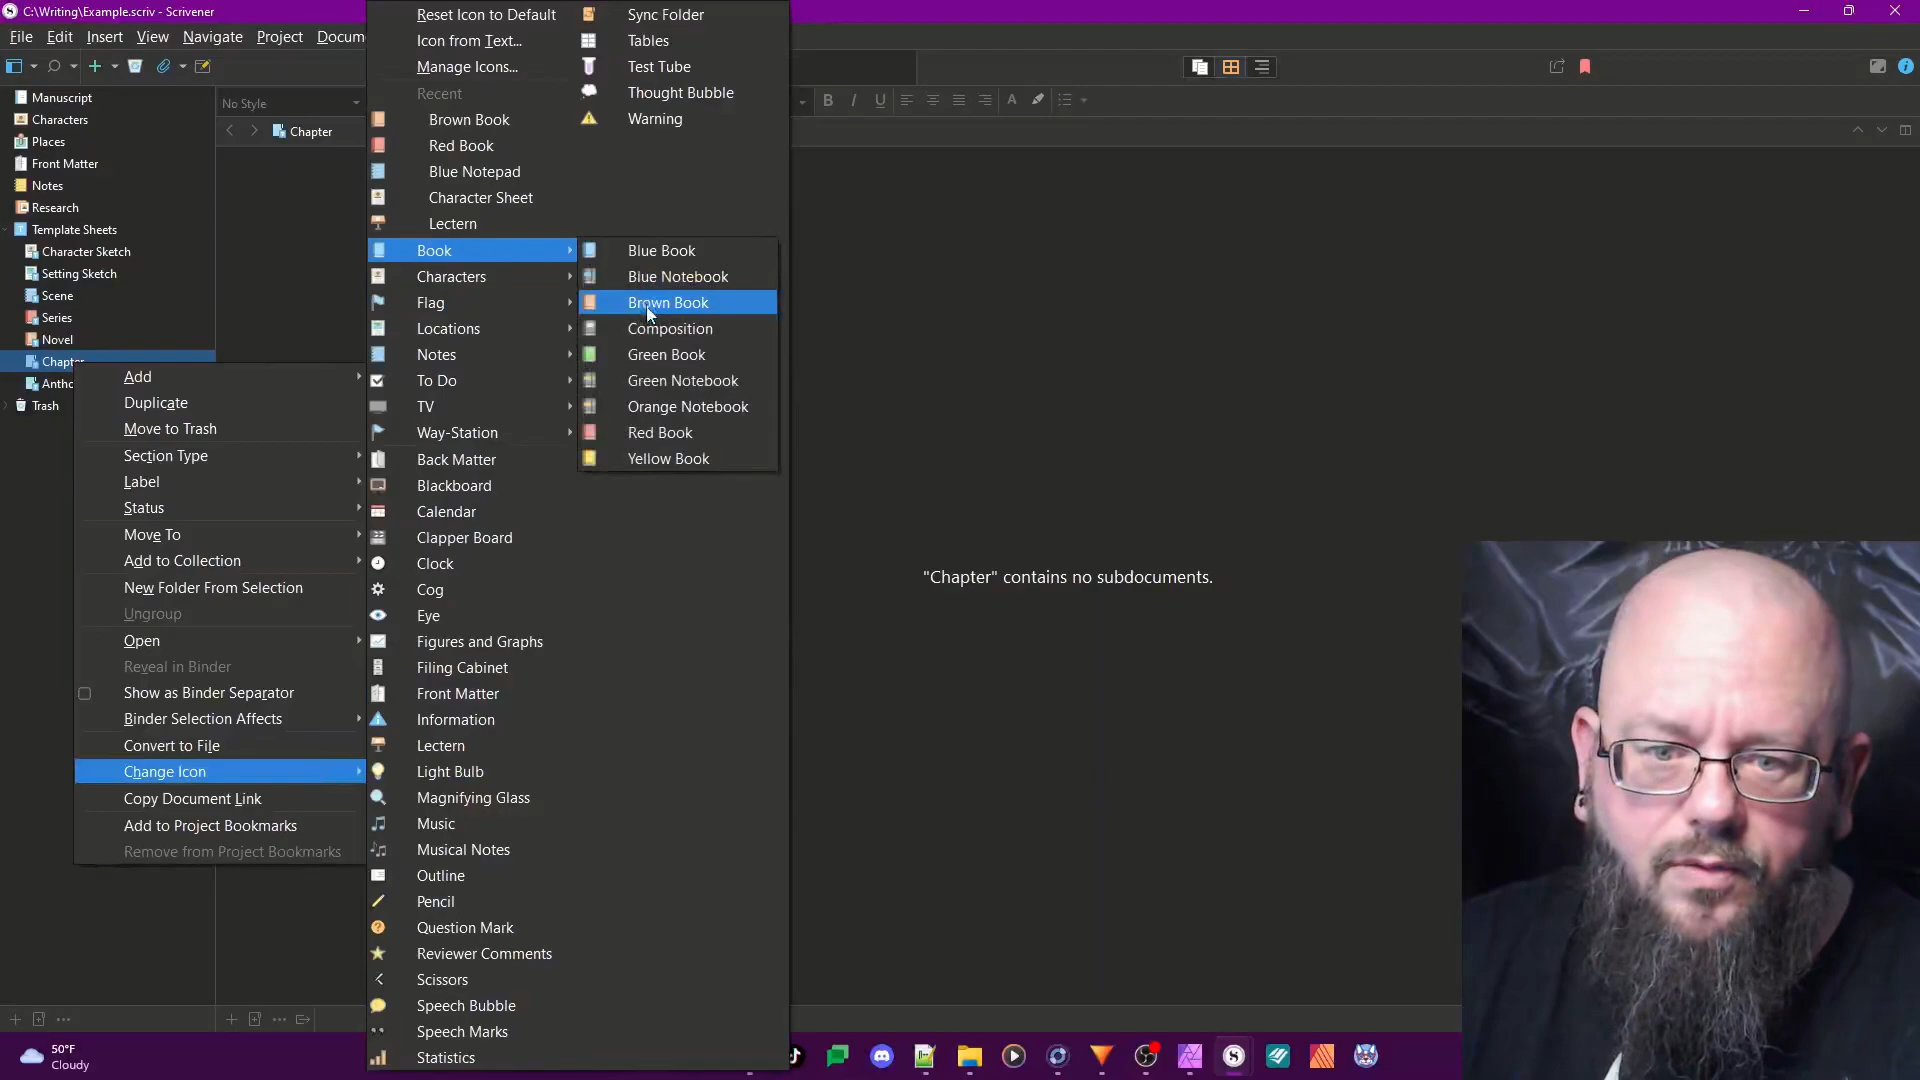 C:\Writing\Example.scriv - Scrivener
File Edit Insert View Navigate Project Docum
Manuscript
Characters
Places
Front Matter
Notes
Research
Template Sheets
Character Sketch
Setting Sketch
Scene
Series
Novel
Chapter
Antho
Trash
No Style
Chapter
Add
Duplicate
Move to Trash
Section Type
Label
Status
Move To
Add to Collection
New Folder From Selection
Ungroup
Open
Reveal in Binder
Show as Binder Separator
Binder Selection Affects
Convert to File
Change Icon
Copy Document Link
Add to Project Bookmarks
Remove from Project Bookmarks
Reset Icon to Default
Icon from Text...
Manage Icons...
Recent
Brown Book
Red Book
Blue Notepad
Character Sheet
Lectern
Book
Characters
Flag
Locations
Notes
To Do
TV
Way-Station
Back Matter
Blackboard
Calendar
Clapper Board
Clock
Cog
Eye
Figures and Graphs
Filing Cabinet
Front Matter
Information
Lectern
Light Bulb
Magnifying Glass
Music
Musical Notes
Outline
Pencil
Question Mark
Reviewer Comments
Scissors
Speech Bubble
Speech Marks
Statistics
Sync Folder
Tables
Test Tube
Thought Bubble
Warning
Blue Book
Blue Notebook
Brown Book
Composition
Green Book
Green Notebook
Orange Notebook
Red Book
Yellow Book
B I U
A
"Chapter" contains no subdocuments.
50°F
Cloudy